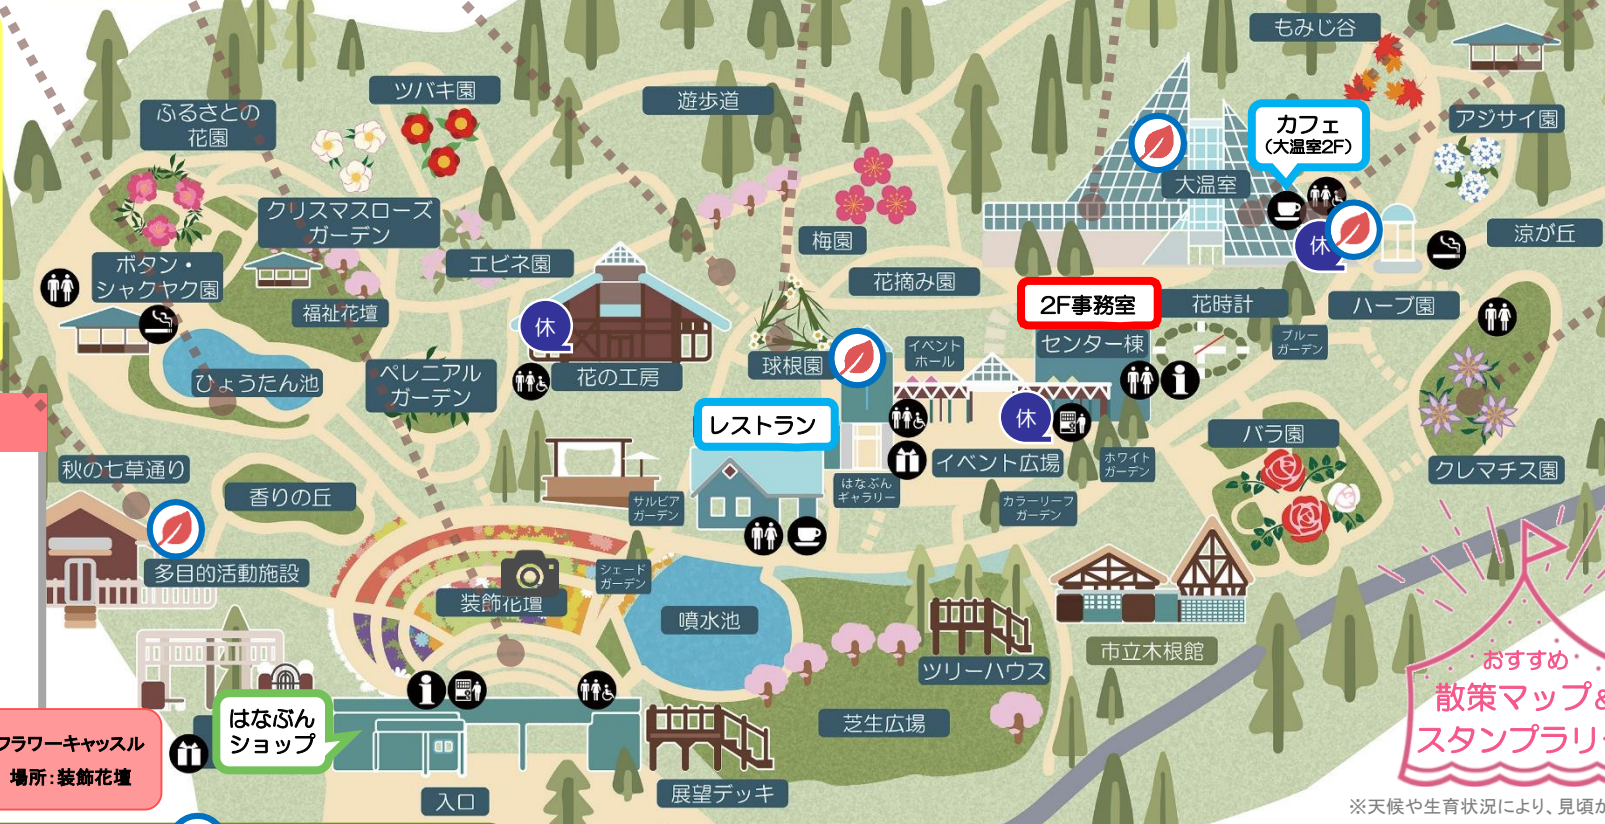 もみじ谷
ツバキ園
遊歩道
ふるさとの
花園
カフェ
(大温室2F)
アジサイ園
大温室
クリスマスローズ
ガーデン
梅園
涼が丘
休
ボタン・
シャクヤク園
エビネ園
花摘み園
2F事務室
花時計
ハーブ園
福祉花壇
休
イベント
ホール
センター棟
ブルー
ガーデン
球根園
ひょうたん池
ペレニアル
ガーデン
花の工房
レストラン
休
バラ園
秋の七草通り
イベント広場
ホワイト
ガーデン
クレマチス園
香りの丘
はなぶん
ギャラリー
サルビア
ガーデン
カラーリーフ
ガーデン
多目的活動施設
シェード
ガーデン
装飾花壇
噴水池
市立木根館
ツリーハウス
おすすめ
散策マップ&
スタンプラリ
はなぶん
ショップ
芝生広場
フラワーキャッスル
場所:装飾花壇
入口
展望デッキ
※天候や生育状況により、見頃か